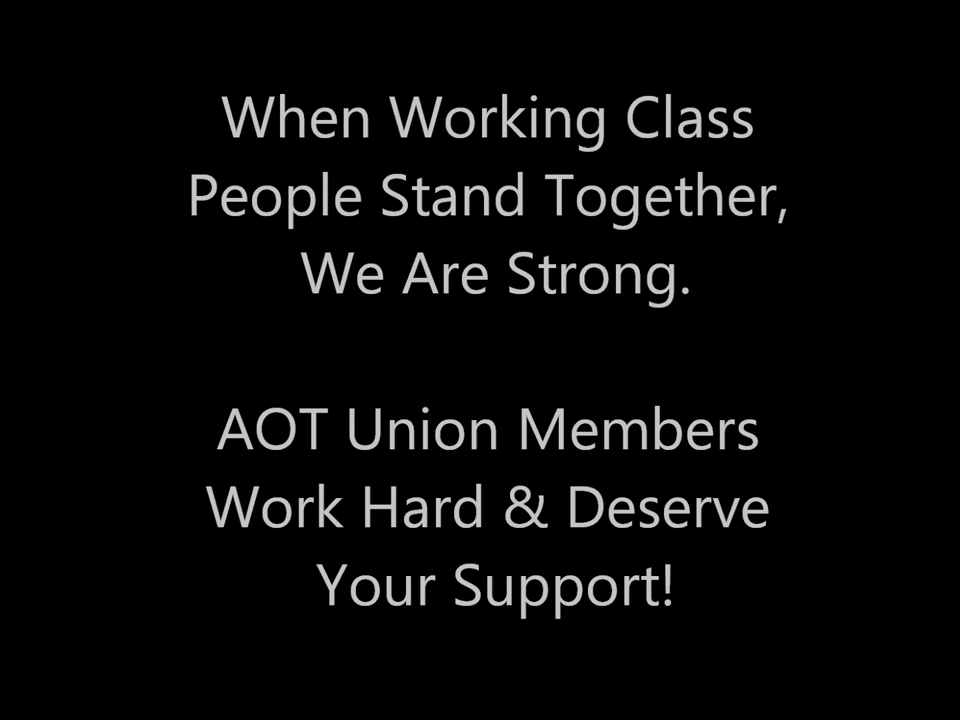 When Working Class
People Stand Together,
We Are Strong.
AOT Union Members
Work Hard & Deserve
Your Support!